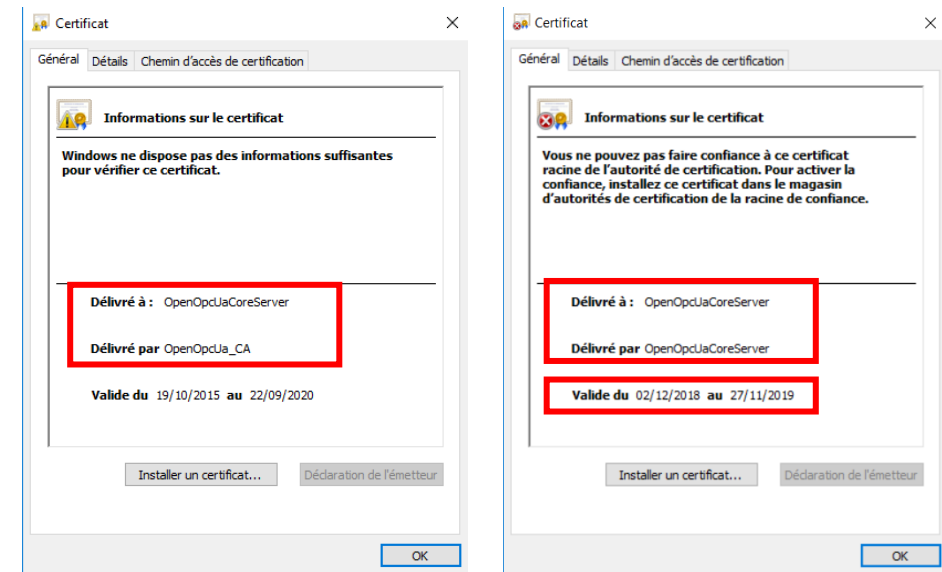 Certificat
Général Détails Chemin d'accès de certification
Informations sur le certificat
Windows ne dispose pas des informations suffisantes
pour vérifier ce certificat.
Délivré à : OpenOpcUaCoreServer
Délivré par OpenOpcUa_CA
Valide du 19/10/2015 au 22/09/2020
Installer un certificat...
Déclaration de l'émetteur
OK
Certificat
Général Détails Chemin d'accès de certification
Informations sur le certificat
Vous ne pouvez pas faire confiance à ce certificat
racine de l'autorité de certification. Pour activer la
confiance, installez ce certificat dans le magasin
d'autorités de certification de la racine de confiance.
Délivré à : OpenOpcUaCoreServer
Délivré par OpenOpcUaCoreServer
Valide du 02/12/2018 au 27/11/2019
Installer un certificat...
Déclaration de l'émetteur
OK